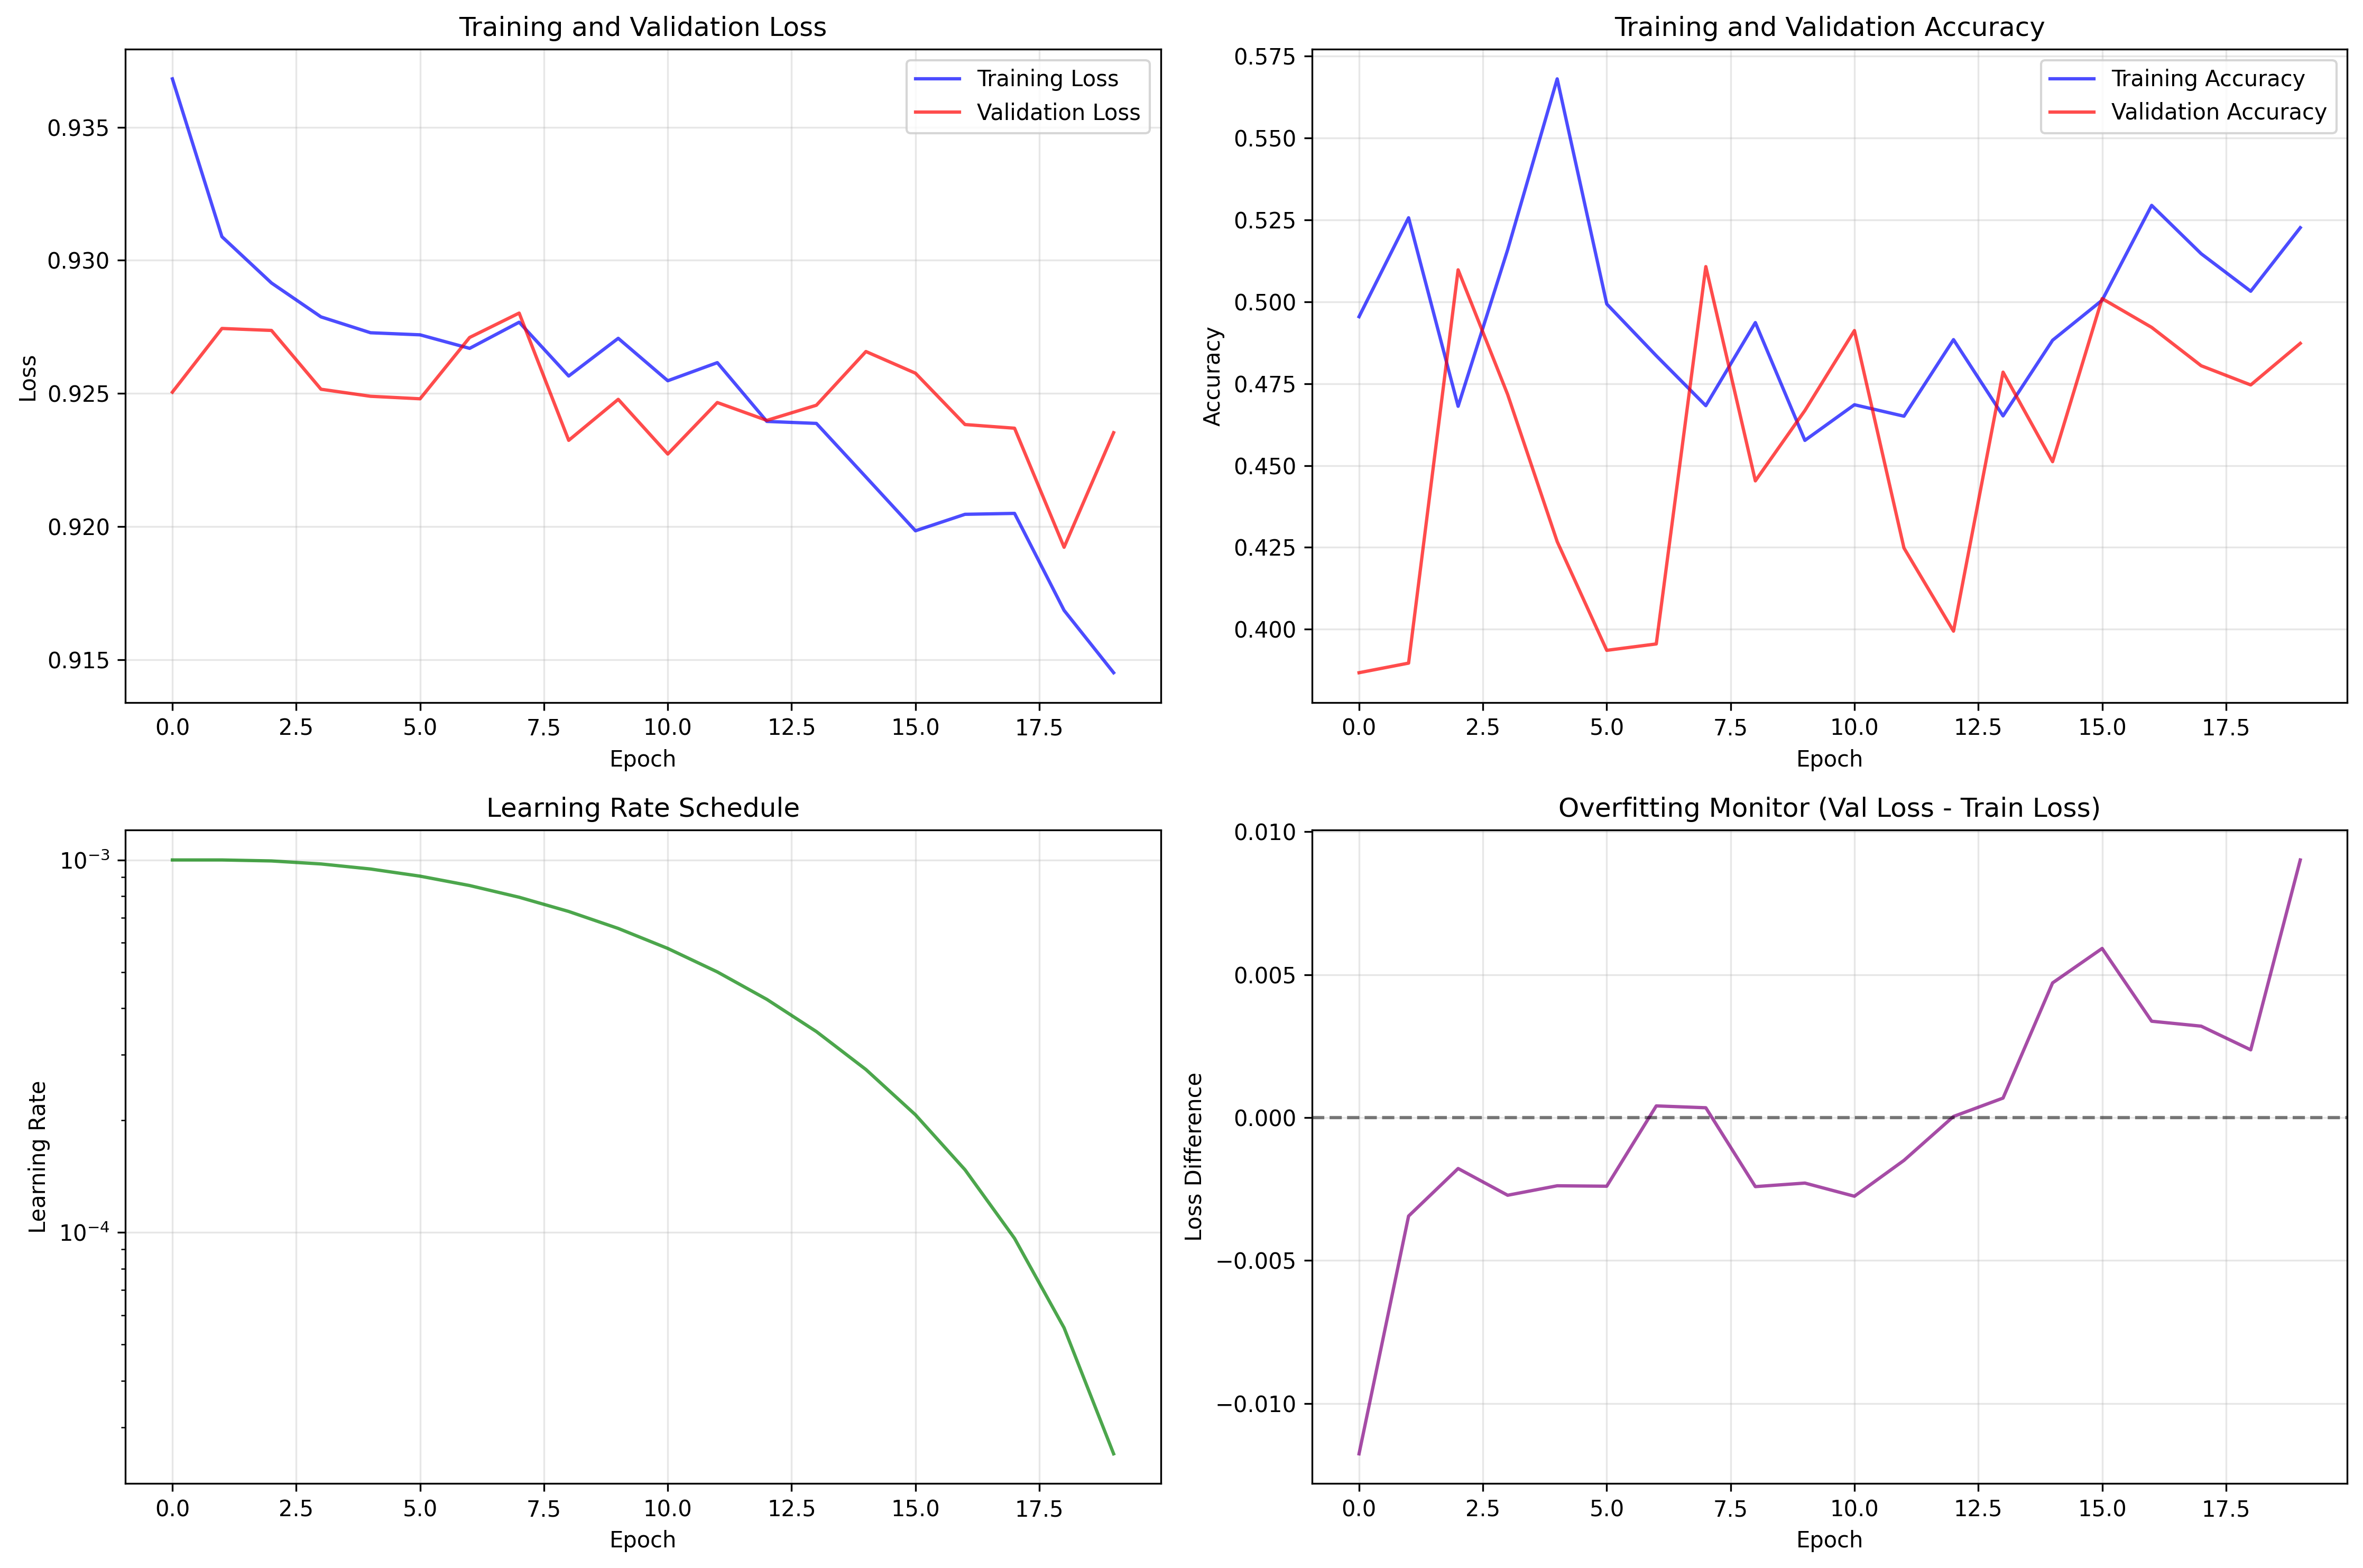 Training and Validation Loss
Loss
0.935
0.930
0.925
0.920
0.915
Training Loss
Validation Loss
0.0 2.5 5.0 7.5 10.0 12.5 15.0 17.5
Epoch
Training and Validation Accuracy
Accuracy
0.575
0.550
0.525
0.500
0.475
0.450
0.425
0.400
Training Accuracy
Validation Accuracy
0.0 2.5 5.0 7.5 10.0 12.5 15.0 17.5
Epoch
Learning Rate Schedule
Learning Rate
10⁻³
10⁻⁴
0.0 2.5 5.0 7.5 10.0 12.5 15.0 17.5
Epoch
Overfitting Monitor (Val Loss - Train Loss)
Loss Difference
0.010
0.005
0.000
−0.005
−0.010
0.0 2.5 5.0 7.5 10.0 12.5 15.0 17.5
Epoch